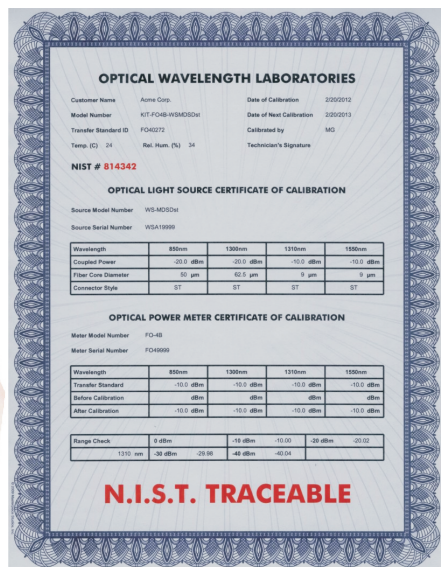 OPTICAL WAVELENGTH LABORATORIES
Customer Name Acme Corp. Date of Calibration 2/20/2012
Model Number KIT-FO4B-WSMDSDst Date of Next Calibration 2/20/2013
Transfer Standard ID FO40272 Calibrated by MG
Temp. (C) 24 Rel. Hum. (%) 34 Technician's Signature
NIST # 814342
OPTICAL LIGHT SOURCE CERTIFICATE OF CALIBRATION
Source Model Number WS-MDSDst
Source Serial Number WSA19999
Wavelength 850nm 1300nm 1310nm 1550nm
Coupled Power -20.0 dBm -20.0 dBm -10.0 dBm -10.0 dBm
Fiber Core Diameter 50 µm 62.5 µm 9 µm 9 µm
Connector Style ST ST ST ST
OPTICAL POWER METER CERTIFICATE OF CALIBRATION
Meter Model Number FO-4B
Meter Serial Number FO49999
Wavelength 850nm 1300nm 1310nm 1550nm
Transfer Standard -10.0 dBm -10.0 dBm -10.0 dBm -10.0 dBm
Before Calibration dBm dBm dBm dBm
After Calibration -10.0 dBm -10.0 dBm -10.0 dBm -10.0 dBm
Range Check 0 dBm -10 dBm -10.00 -20 dBm -20.02
1310 nm -30 dBm -29.98 -40 dBm -40.04
N.I.S.T. TRACEABLE